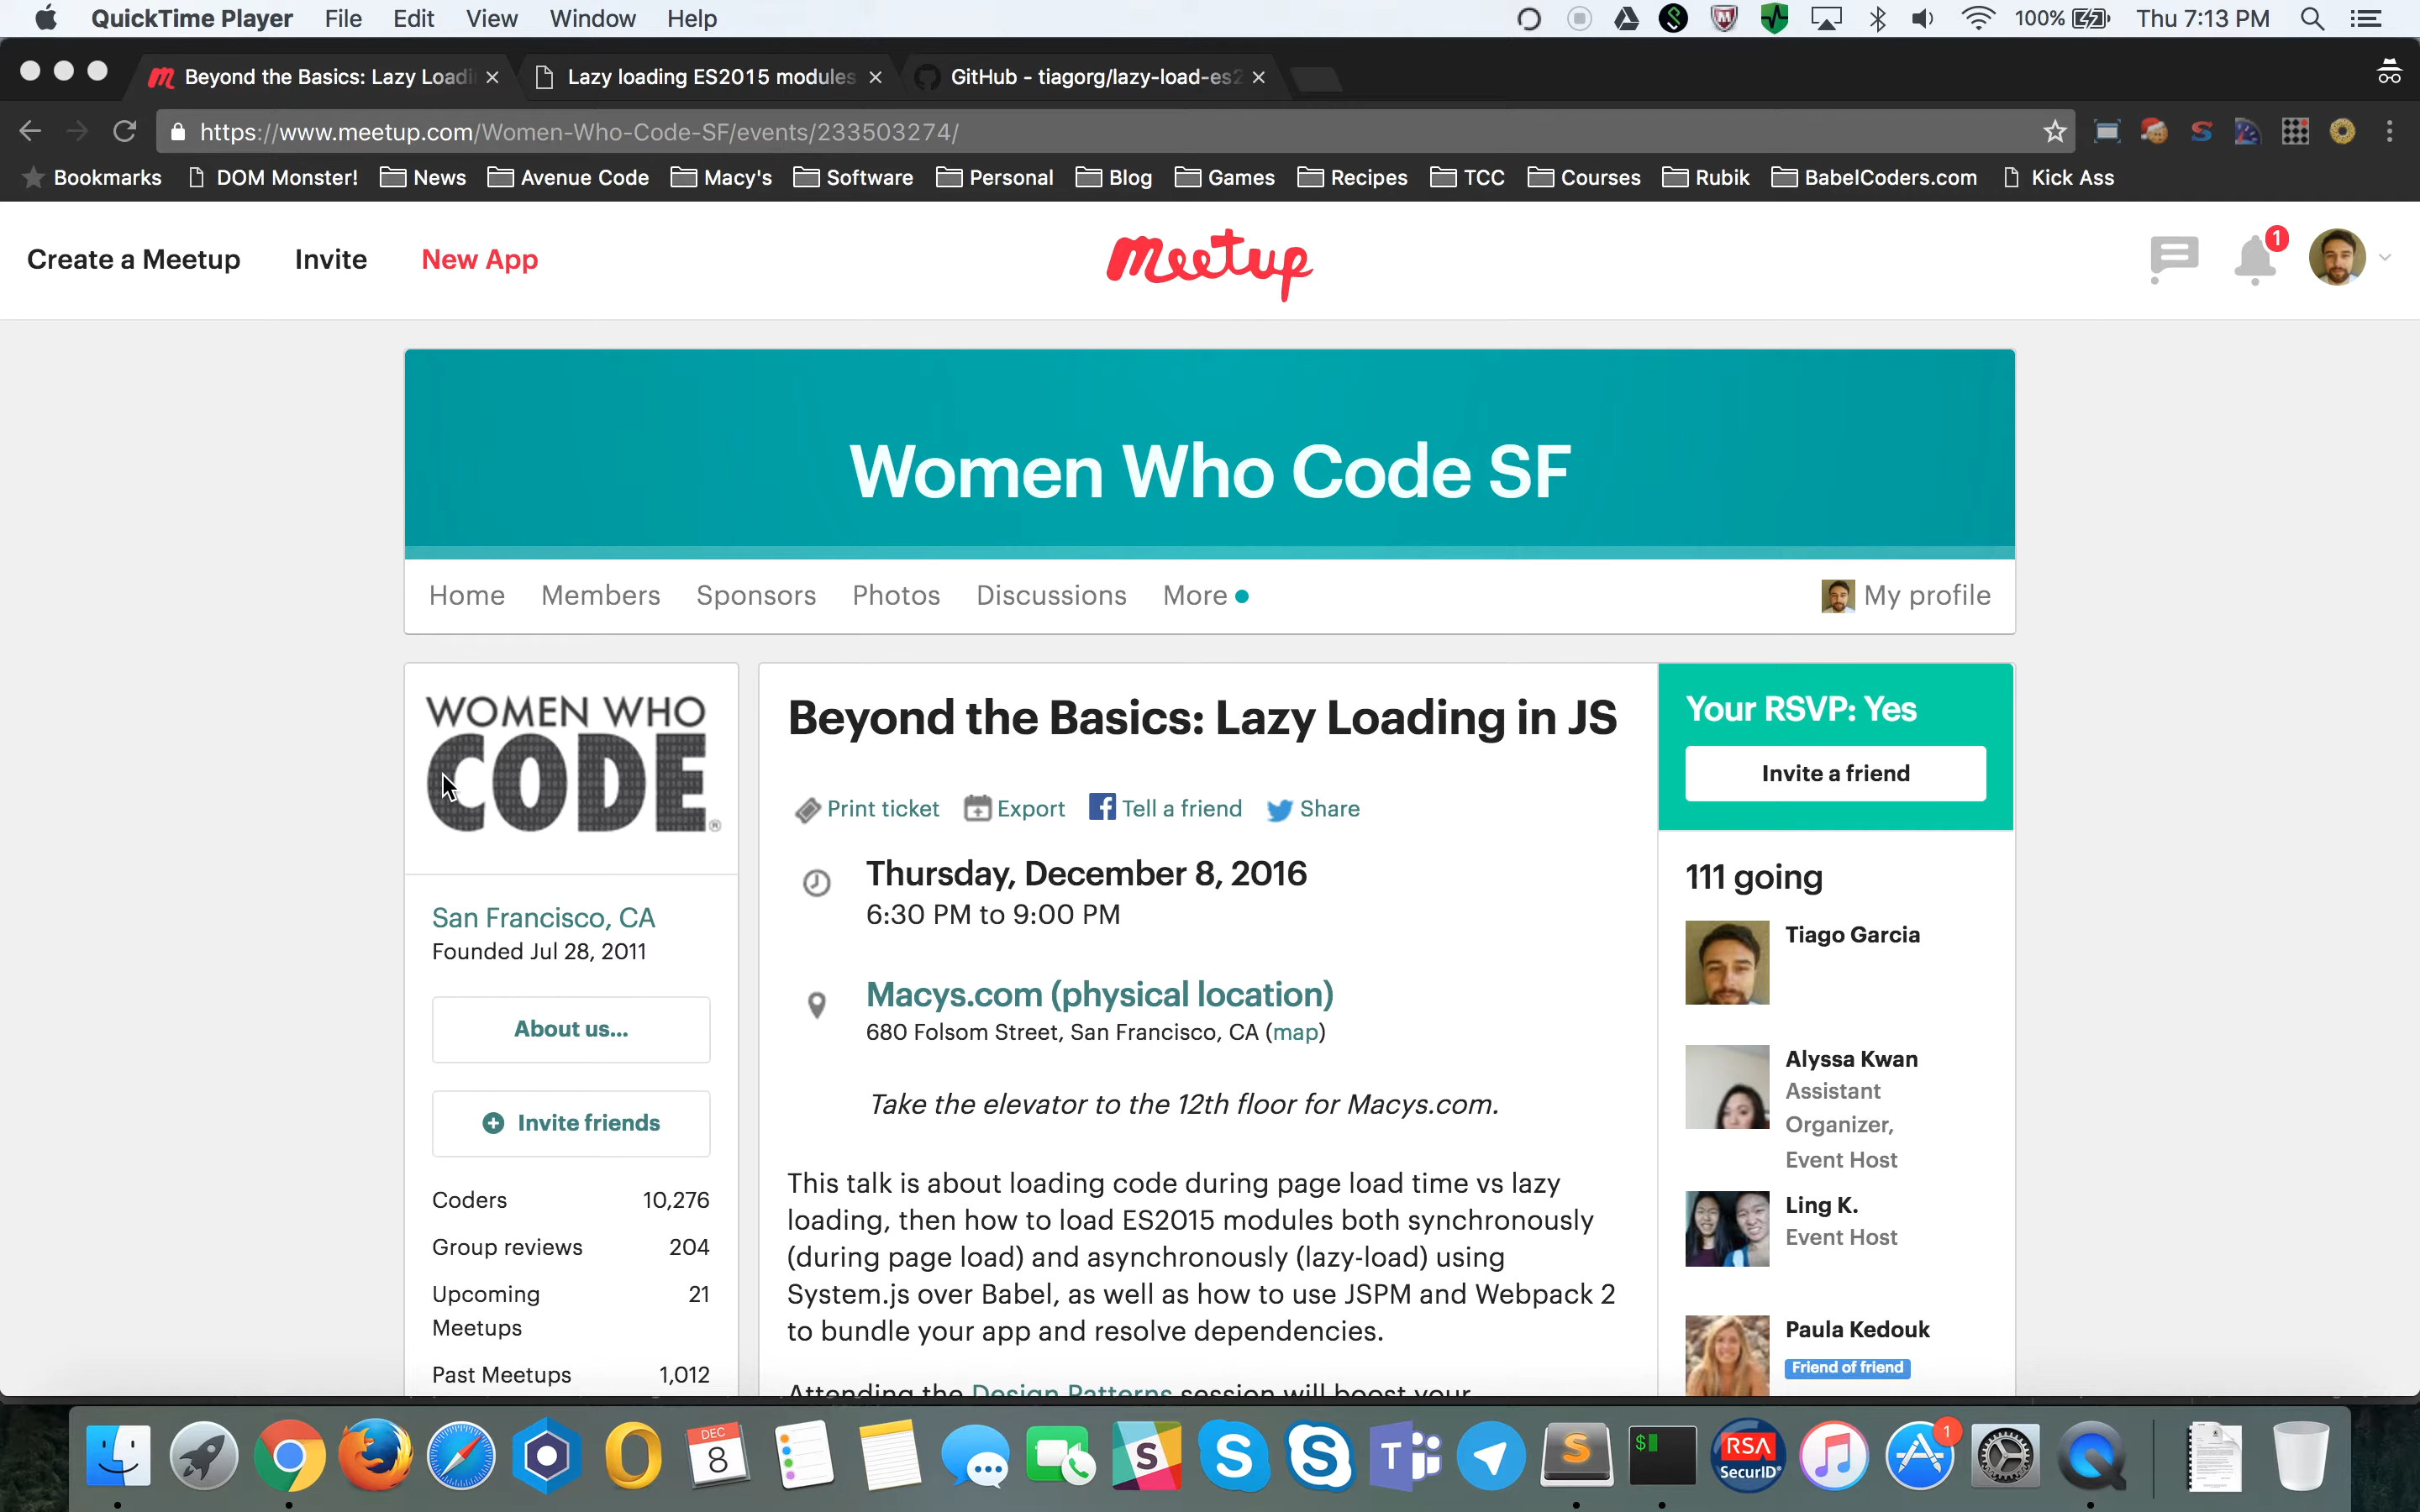 QuickTime Player File Edit View Window Help 100% Thu 7:13 PM
Beyond the Basics: Lazy Loadi
Lazy loading ES2015 modules
GitHub - tiagorg/lazy-load-es2
https://www.meetup.com/Women-Who-Code-SF/events/233503274/
Bookmarks DOM Monster! News Avenue Code Macy's Software Personal Blog Games Recipes TCC Courses Rubik BabelCoders.com Kick Ass
Create a Meetup Invite New App
Meetup
1
Women Who Code SF
Home Members Sponsors Photos Discussions More My profile
WOMEN WHO
CODE®
San Francisco, CA
Founded Jul 28, 2011
About us...
Invite friends
Coders 10,276
Group reviews 204
Upcoming 21
Meetups
Past Meetups 1,012
Beyond the Basics: Lazy Loading in JS
Print ticket Export Tell a friend Share
Thursday, December 8, 2016
6:30 PM to 9:00 PM
Macys.com (physical location)
680 Folsom Street, San Francisco, CA (map)
Take the elevator to the 12th floor for Macys.com.
This talk is about loading code during page load time vs lazy
loading, then how to load ES2015 modules both synchronously
(during page load) and asynchronously (lazy-load) using
System.js over Babel, as well as how to use JSPM and Webpack 2
to bundle your app and resolve dependencies.
Attending the Design Patterns session will boost your
Your RSVP: Yes
Invite a friend
111 going
Tiago Garcia
Alyssa Kwan
Assistant
Organizer,
Event Host
Ling K.
Event Host
Paula Kedouk
Friend of friend
DEC
8
RSA
SecurID
1